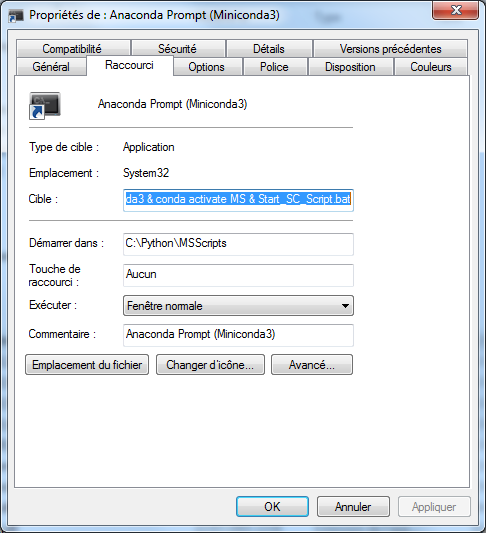 Propriétés de : Anaconda Prompt (Miniconda3)
Compatibilité Sécurité Détails Versions précédentes
Général Raccourci Options Police Disposition Couleurs
Anaconda Prompt (Miniconda3)
Type de cible : Application
Emplacement : System32
Cible : da3 & conda activate MS & Start_SC_Script.bat
Démarrer dans : C:\Python\MSScripts
Touche de
raccourci : Aucun
Exécuter : Fenêtre normale
Commentaire : Anaconda Prompt (Miniconda3)
Emplacement du fichier Changer d'icône... Avancé...
OK Annuler Appliquer